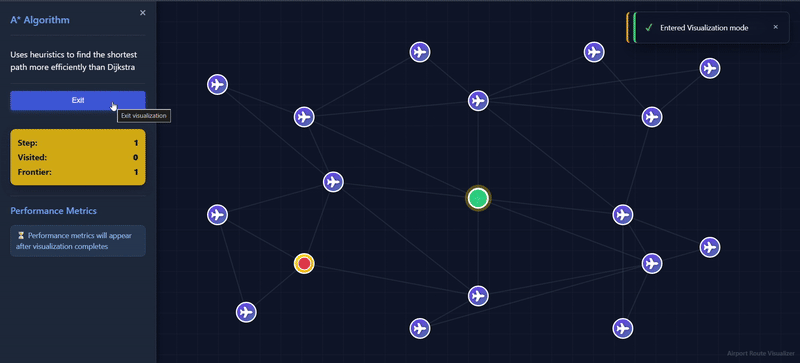 A* Algorithm
×
Uses heuristics to find the shortest
path more efficiently than Dijkstra
Exit
Exit visualization
Step: 1
Visited: 0
Frontier: 1
Performance Metrics
⌛ Performance metrics will appear
after visualization completes
✓ Entered Visualization mode ×
Airport Route Visualizer